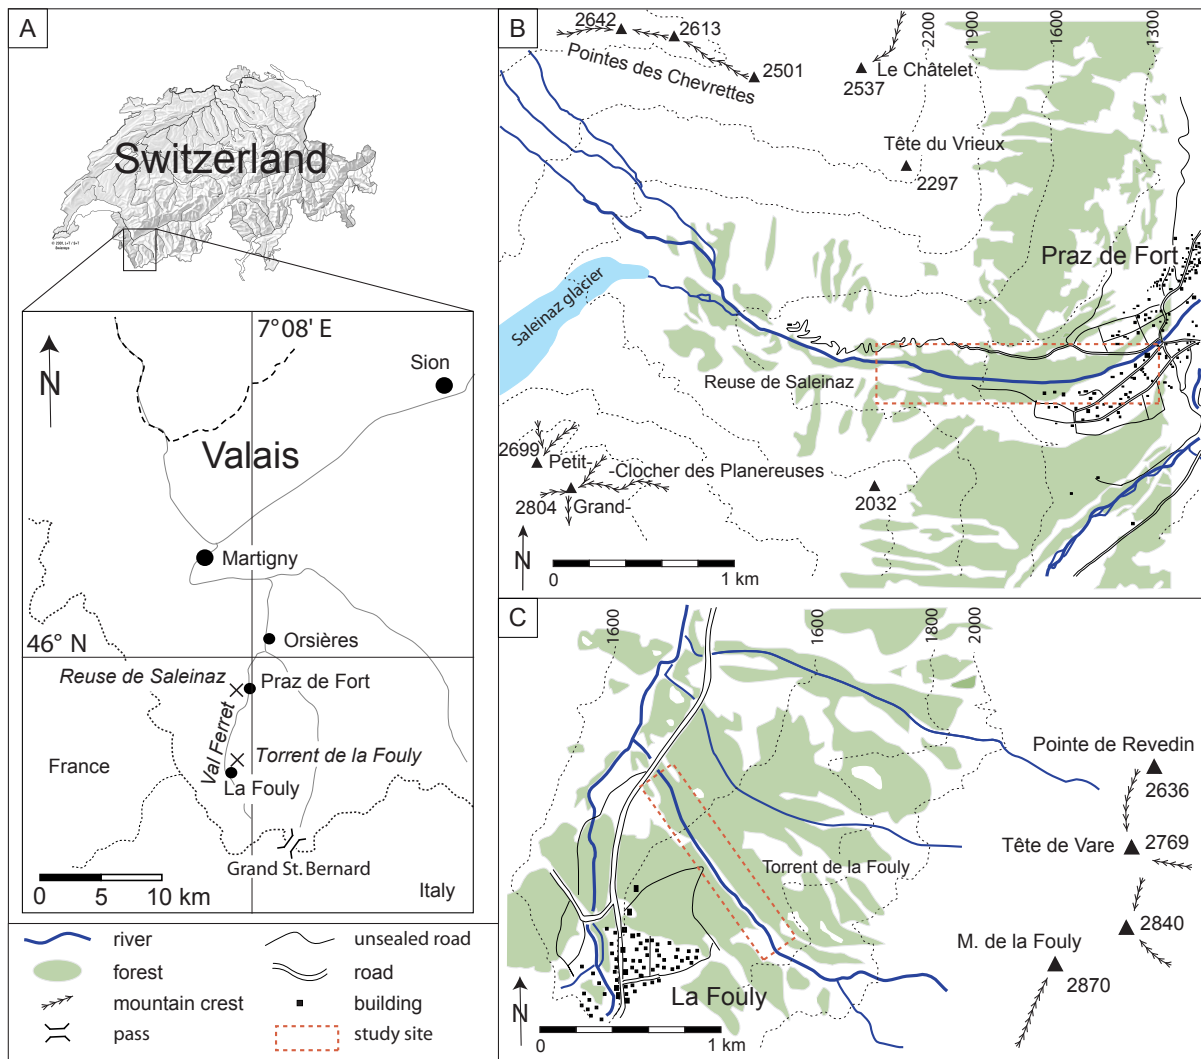 A
Switzerland
© 2001, L+T / S+T
7°08' E
N
Sion
Valais
Martigny
46° N
Orsières
Reuse de Saleinaz
Praz de Fort
Val Ferret
Torrent de la Fouly
France
La Fouly
Grand St. Bernard
0 5 10 km
Italy
river
unsealed road
forest
road
mountain crest
building
pass
study site
B
2642
2613
2501
Pointes des Chevrettes
2537
Le Châtelet
2200
1900
1600
1300
Tête du Vrieux
2297
Praz de Fort
Saleinaz glacier
Reuse de Saleinaz
2699
Petit-
-Clocher des Planereuses
2804
Grand-
2032
N
0 1 km
C
1600
1600
1800
2000
Pointe de Revedin
2636
Tête de Vare
2769
Torrent de la Fouly
2840
M. de la Fouly
2870
La Fouly
N
0 1 km